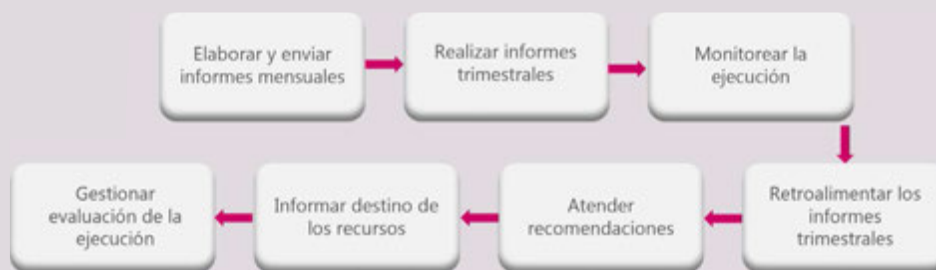 Elaborar y enviar
informes mensuales
Realizar informes
trimestrales
Monitorear la
ejecución
Retroalimentar los
informes
trimestrales
Atender
recomendaciones
Informar destino de
los recursos
Gestionar
evaluación de la
ejecución